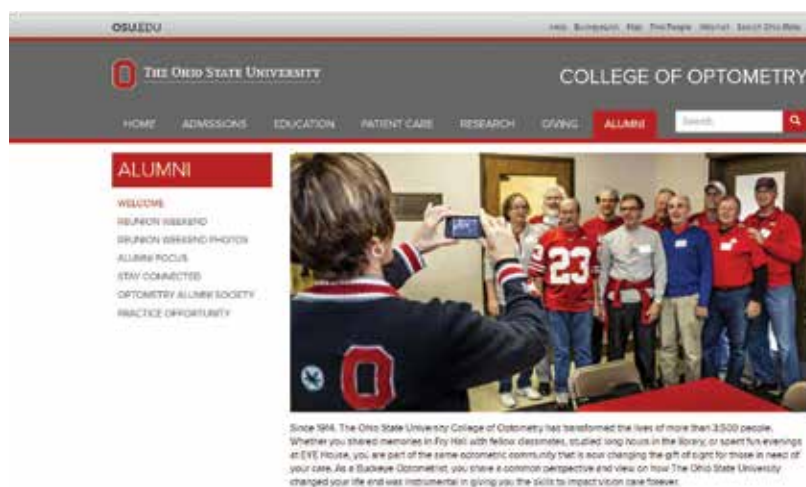 OSU.EDU
Help Buckeyelink Map Find People Webmail Search Ohio State
THE OHIO STATE UNIVERSITY
COLLEGE OF OPTOMETRY
HOME ADMISSIONS EDUCATION PATIENT CARE RESEARCH GIVING ALUMNI Search
ALUMNI
WELCOME
REUNION WEEKEND
REUNION WEEKEND PHOTOS
ALUMNI FOCUS
STAY CONNECTED
OPTOMETRY ALUMNI SOCIETY
PRACTICE OPPORTUNITY
23
Since 1914, The Ohio State University College of Optometry has transformed the lives of more than 3,500 people.
Whether you shared memories in Fry Hall with fellow classmates, studied long hours in the library, or spent fun evenings
at EYE House, you are part of the same optometric community that is now changing the gift of sight for those in need of
your care. As a Buckeye Optometrist, you share a common perspective and view on how The Ohio State University
changed your life and was instrumental in giving you the skills to impact vision care forever.